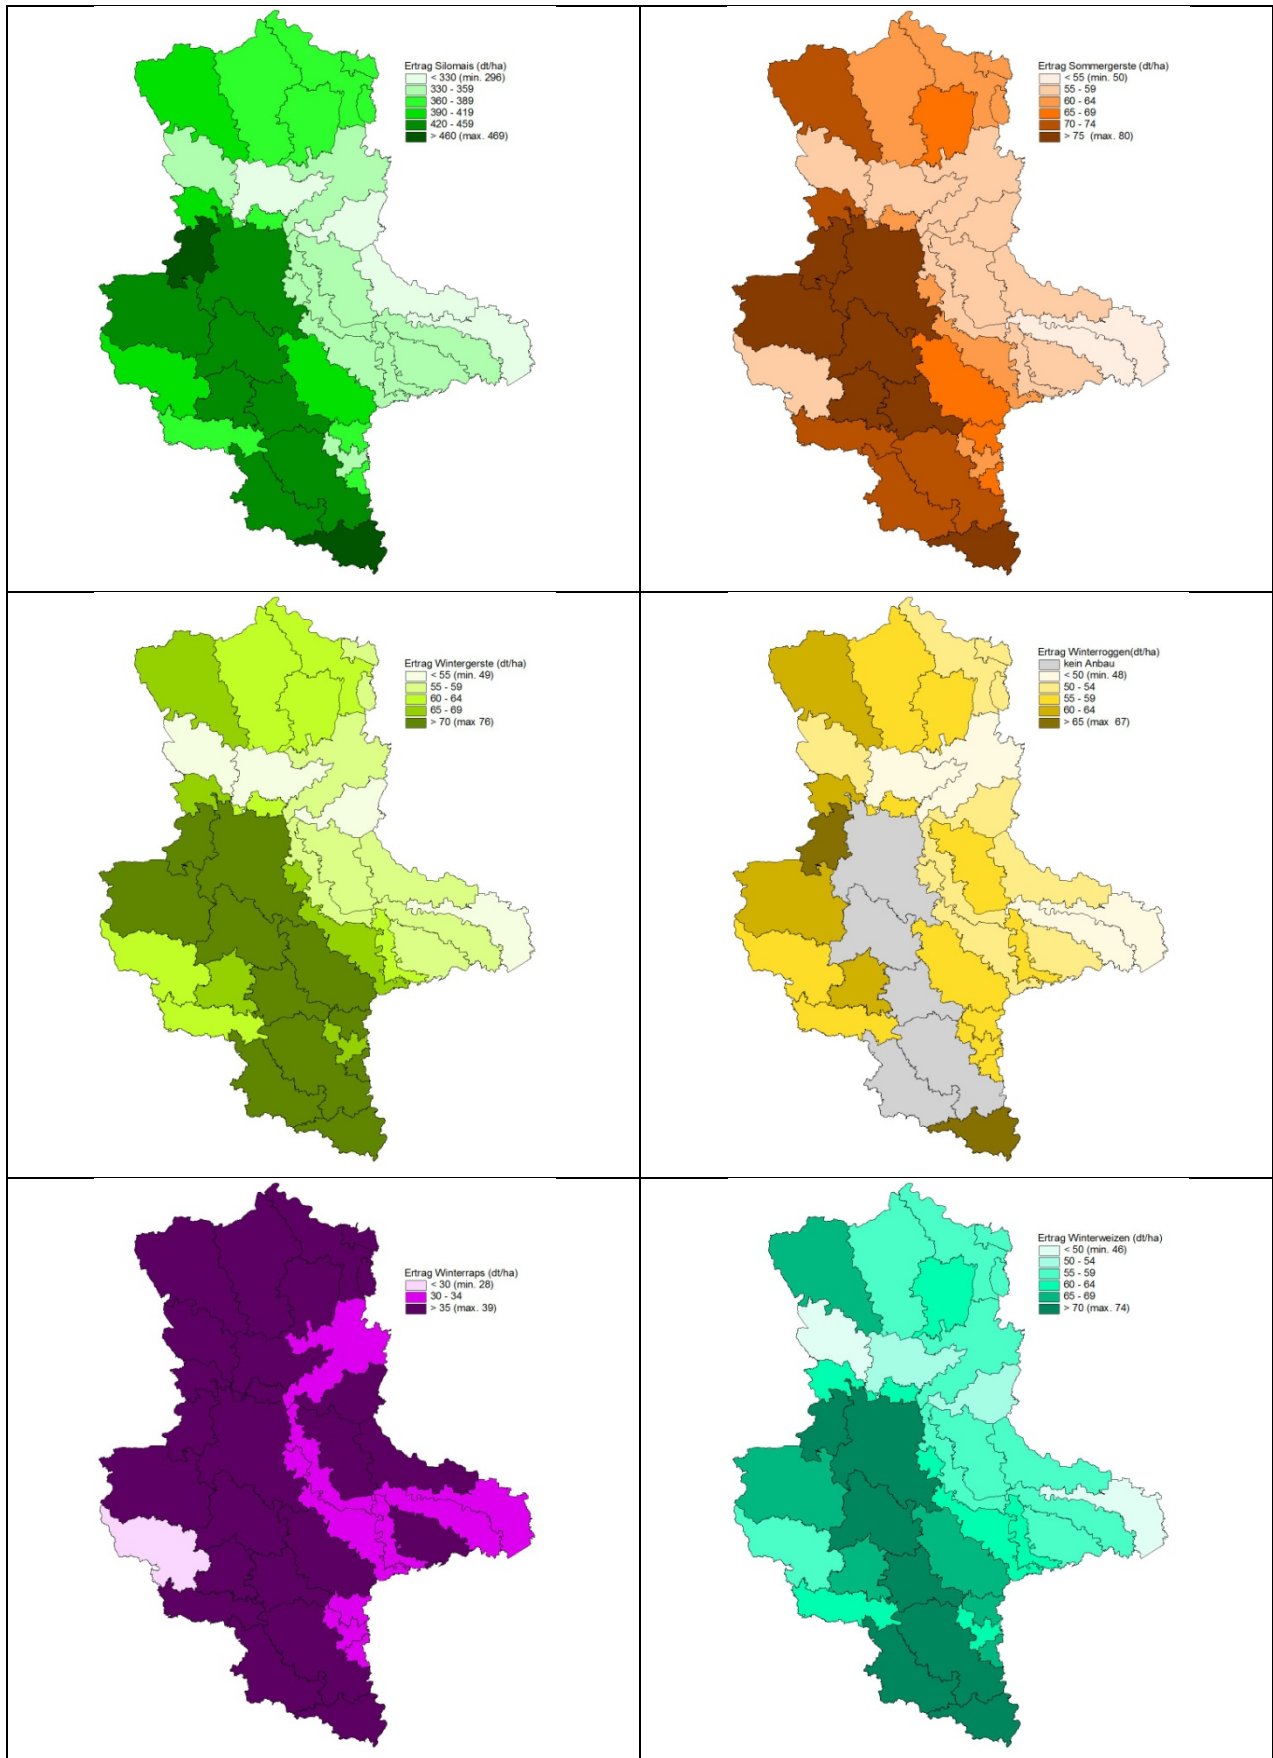 Ertrag Silomais (dt/ha)
< 330 (min. 296)
330 - 359
360 - 389
390 - 419
420 - 459
> 460 (max. 469)
Ertrag Sommergerste (dt/ha)
< 55 (min. 50)
55 - 59
60 - 64
65 - 69
70 - 74
> 75 (max. 80)
Ertrag Wintergerste (dt/ha)
< 55 (min. 49)
55 - 59
60 - 64
65 - 69
> 70 (max 76)
Ertrag Winterroggen(dt/ha)
kein Anbau
< 50 (min. 48)
50 - 54
55 - 59
60 - 64
> 65 (max 67)
Ertrag Winterraps (dt/ha)
< 30 (min. 28)
30 - 34
> 35 (max. 39)
Ertrag Winterweizen (dt/ha)
< 50 (min. 46)
50 - 54
55 - 59
60 - 64
65 - 69
> 70 (max. 74)